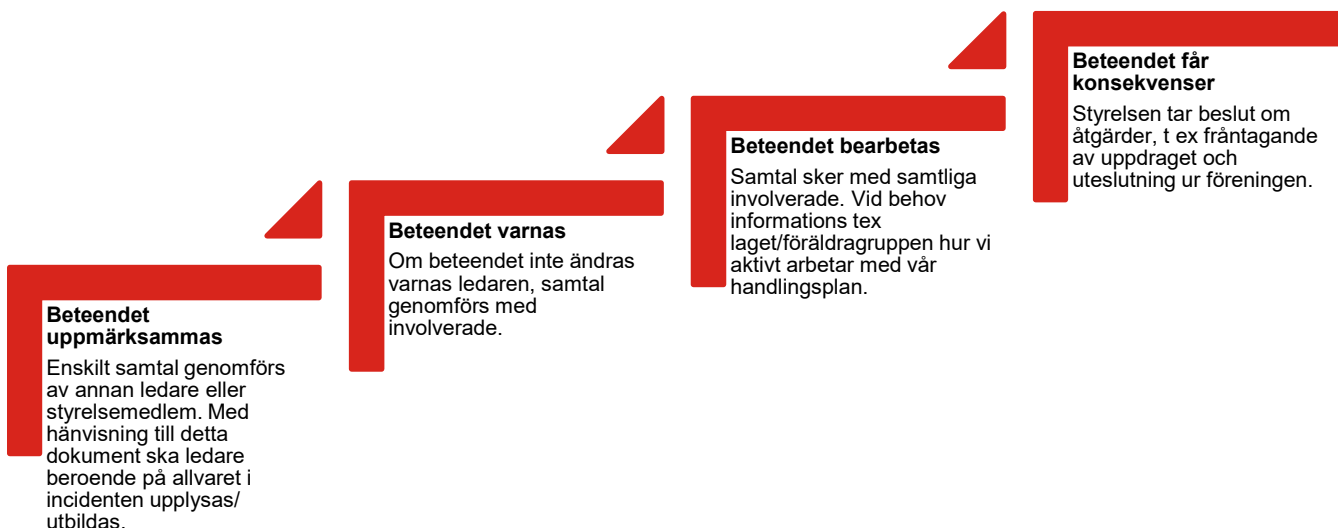 Beteendet
uppmärksammas
Enskilt samtal genomförs
av annan ledare eller
styrelsemedlem. Med
hänvisning till detta
dokument ska ledare
beroende på allvaret i
incidenten upplysas/
utbildas.
Beteendet varnas
Om beteendet inte ändras
varnas ledaren, samtal
genomförs med
involverade.
Beteendet bearbetas
Samtal sker med samtliga
involverade. Vid behov
informations tex
laget/föräldragruppen hur vi
aktivt arbetar med vår
handlingsplan.
Beteendet får
konsekvenser
Styrelsen tar beslut om
åtgärder, t ex fråntagande
av uppdraget och
uteslutning ur föreningen.